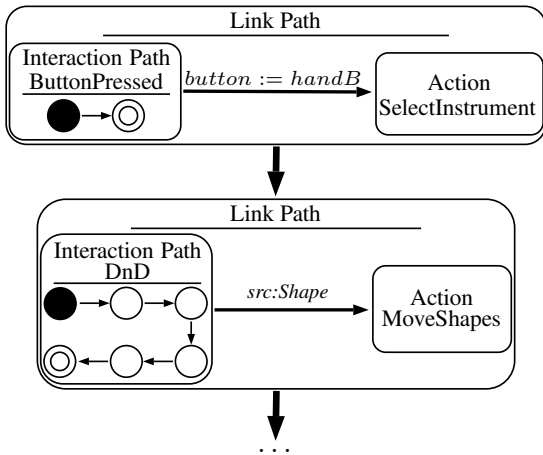 Link Path
Interaction Path
ButtonPressed
button := handB
Action
SelectInstrument
Link Path
Interaction Path
DnD
src:Shape
Action
MoveShapes
...